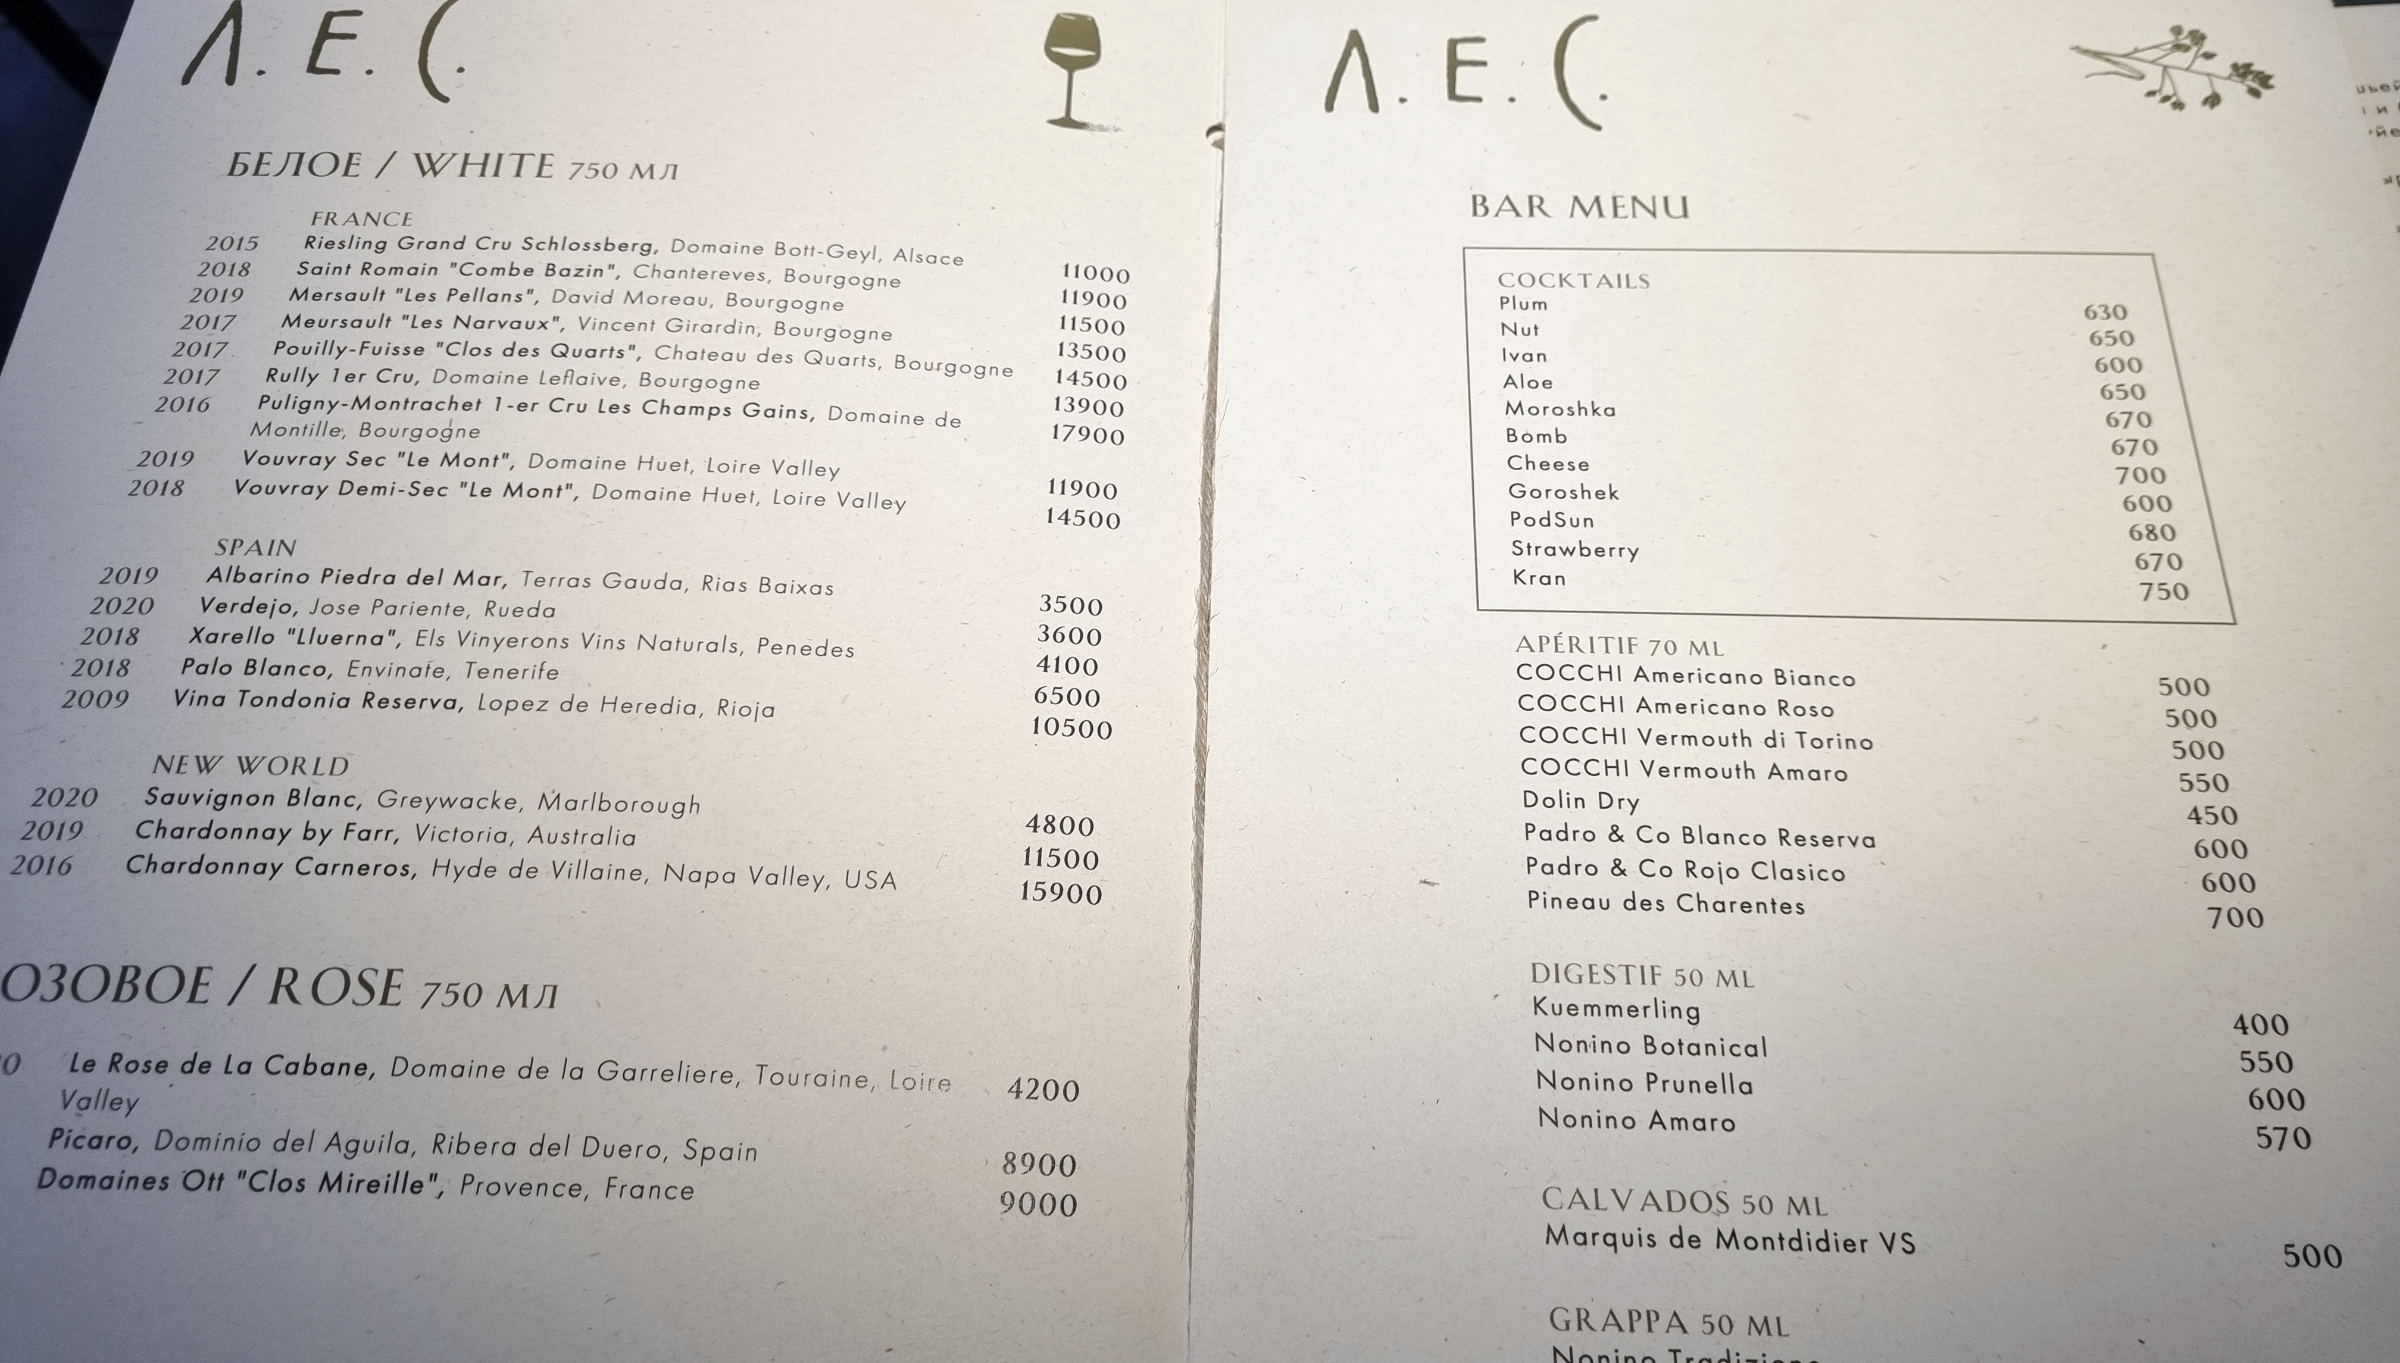 Л. Е. С.
БЕЛОЕ / WHITE 750 МЛ
FRANCE
2015 Riesling Grand Cru Schlossberg, Domaine Bott-Geyl, Alsace 11000
2018 Saint Romain "Combe Bazin", Chantereves, Bourgogne 11900
2019 Mersault "Les Pellans", David Moreau, Bourgogne 11500
2017 Meursault "Les Narvaux", Vincent Girardin, Bourgogne 13500
2017 Pouilly-Fuisse "Clos des Quarts", Chateau des Quarts, Bourgogne 14500
2017 Rully 1er Cru, Domaine Leflaive, Bourgogne 13900
2016 Puligny-Montrachet 1-er Cru Les Champs Gains, Domaine de 17900
Montille, Bourgogne
2019 Vouvray Sec "Le Mont", Domaine Huet, Loire Valley 11900
2018 Vouvray Demi-Sec "Le Mont", Domaine Huet, Loire Valley 14500
SPAIN
2019 Albarino Piedra del Mar, Terras Gauda, Rias Baixas 3500
2020 Verdejo, Jose Pariente, Rueda 3600
2018 Xarello "Lluerna", Els Vinyerons Vins Naturals, Penedes 4100
2018 Palo Blanco, Envinate, Tenerife 6500
2009 Vina Tondonia Reserva, Lopez de Heredia, Rioja 10500
NEW WORLD
2020 Sauvignon Blanc, Greywacke, Marlborough 4800
2019 Chardonnay by Farr, Victoria, Australia 11500
2016 Chardonnay Carneros, Hyde de Villaine, Napa Valley, USA 15900
ОЗОВОЕ / ROSE 750 МЛ
0 Le Rose de La Cabane, Domaine de la Garreliere, Touraine, Loire 4200
Valley
Picaro, Dominio del Aguila, Ribera del Duero, Spain 8900
Domaines Ott "Clos Mireille", Provence, France 9000
Л. Е. С.
BAR MENU
COCKTAILS
Plum 630
Nut 650
Ivan 600
Aloe 650
Moroshka 670
Bomb 670
Cheese 700
Goroshek 600
PodSun 680
Strawberry 670
Kran 750
APÉRITIF 70 ML
COCCHI Americano Bianco 500
COCCHI Americano Roso 500
COCCHI Vermouth di Torino 500
COCCHI Vermouth Amaro 550
Dolin Dry 450
Padro & Co Blanco Reserva 600
Padro & Co Rojo Clasico 600
Pineau des Charentes 700
DIGESTIF 50 ML
Kuemmerling 400
Nonino Botanical 550
Nonino Prunella 600
Nonino Amaro 570
CALVADOS 50 ML
Marquis de Montdidier VS 500
GRAPPA 50 ML
Nonino Tradizione